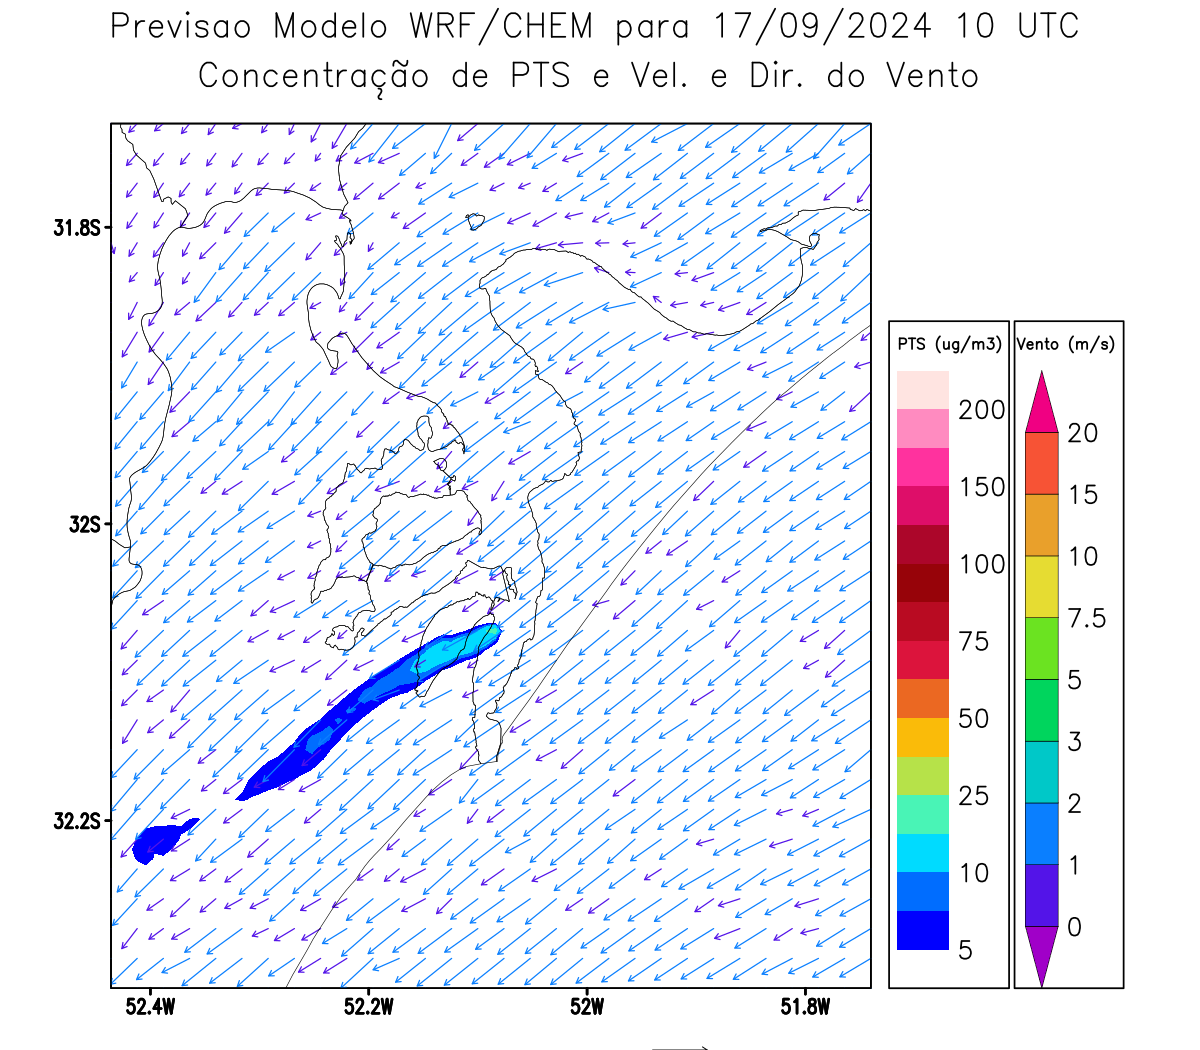 Previsao Modelo WRF/CHEM para 17/09/2024 10 UTC
Concentração de PTS e Vel. e Dir. do Vento
31.8S
32S
32.2S
52.4W 52.2W 52W 51.8W
PTS (ug/m3)
200
150
100
75
50
25
10
5
Vento (m/s)
20
15
10
7.5
5
3
2
1
0